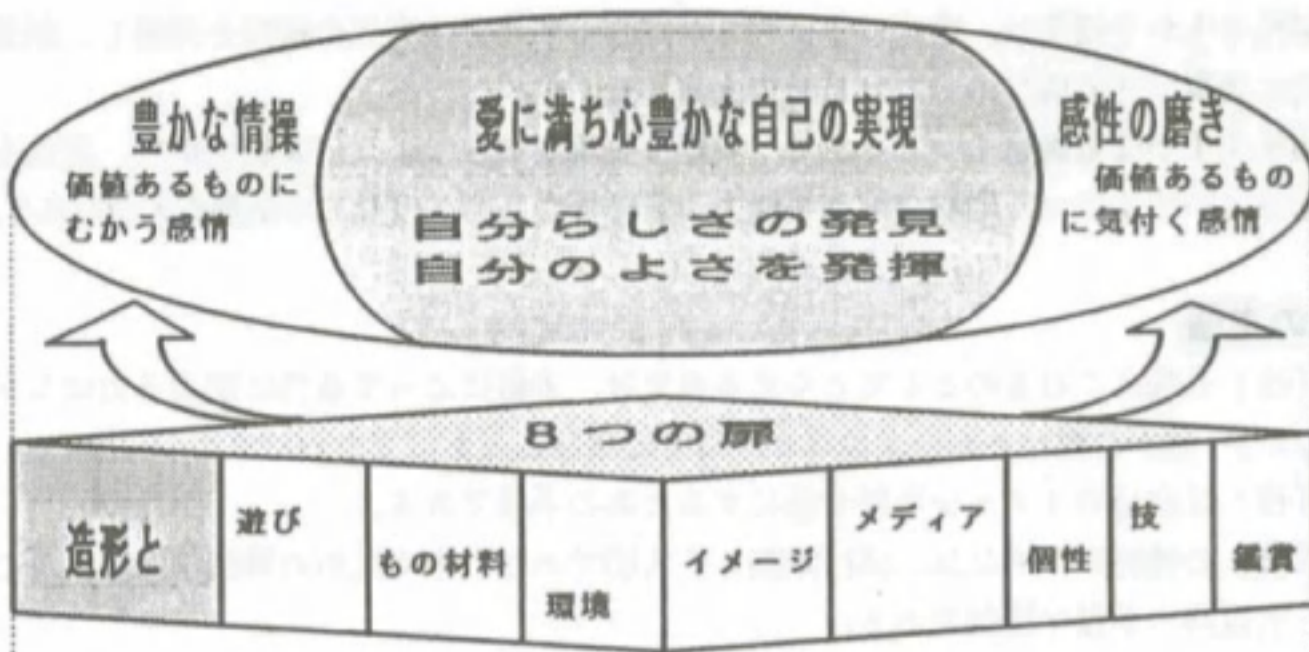 豊かな情操
価値あるものに
むかう感情
愛に満ち心豊かな自己の実現
自分らしさの発見
自分のよさを発揮
感性の磨き
価値あるもの
に気付く感情
8つの扉
造形と
遊び
もの材料
環境
イメージ
メディア
個性
技
鑑賞